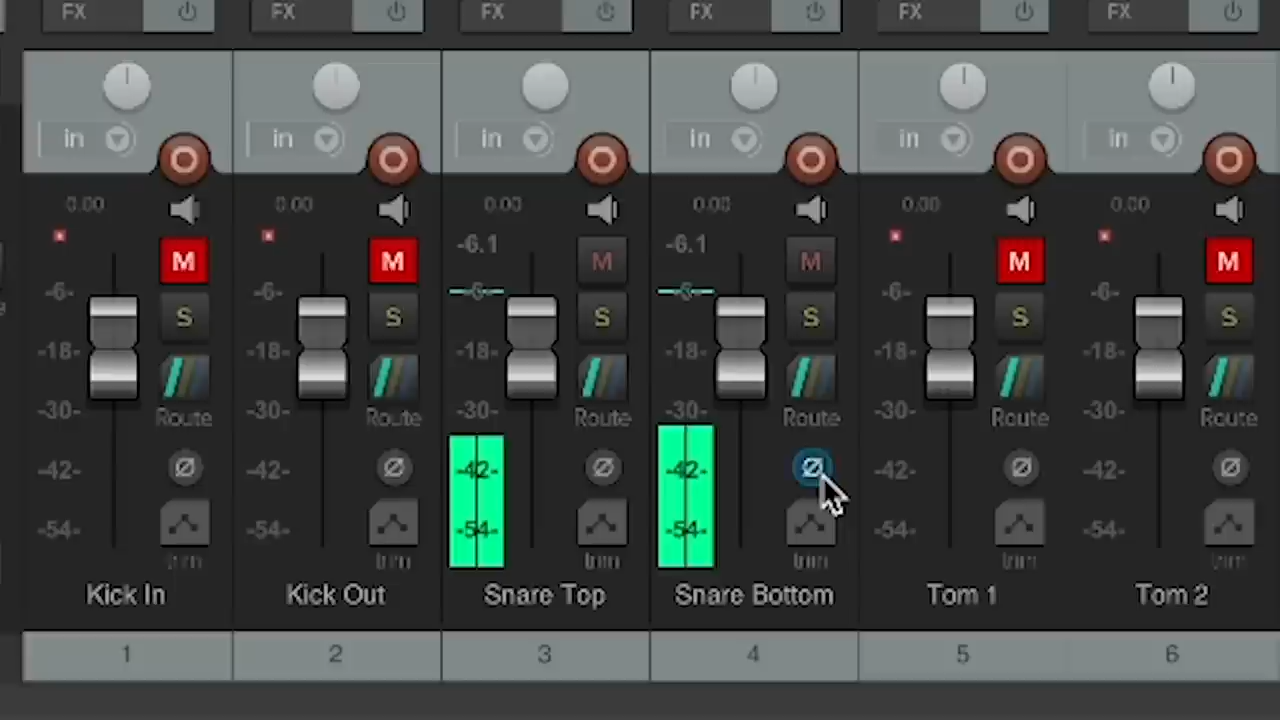 FX FX FX FX FX FX
in in in in in in
0.00 0.00 0.00 0.00 0.00 0.00
M M -6.1 M -6.1 M M M
-6- -6- -6- -6- -6- -6-
S S S S S S
-18- -18- -18- -18- -18- -18-
-30- -30- -30- -30- -30- -30-
Route Route Route Route Route Route
-42- -42- -42- -42- -42- -42-
-54- -54- -54- -54- -54- -54-
trim trim trim trim trim trim
Kick In Kick Out Snare Top Snare Bottom Tom 1 Tom 2
1 2 3 4 5 6